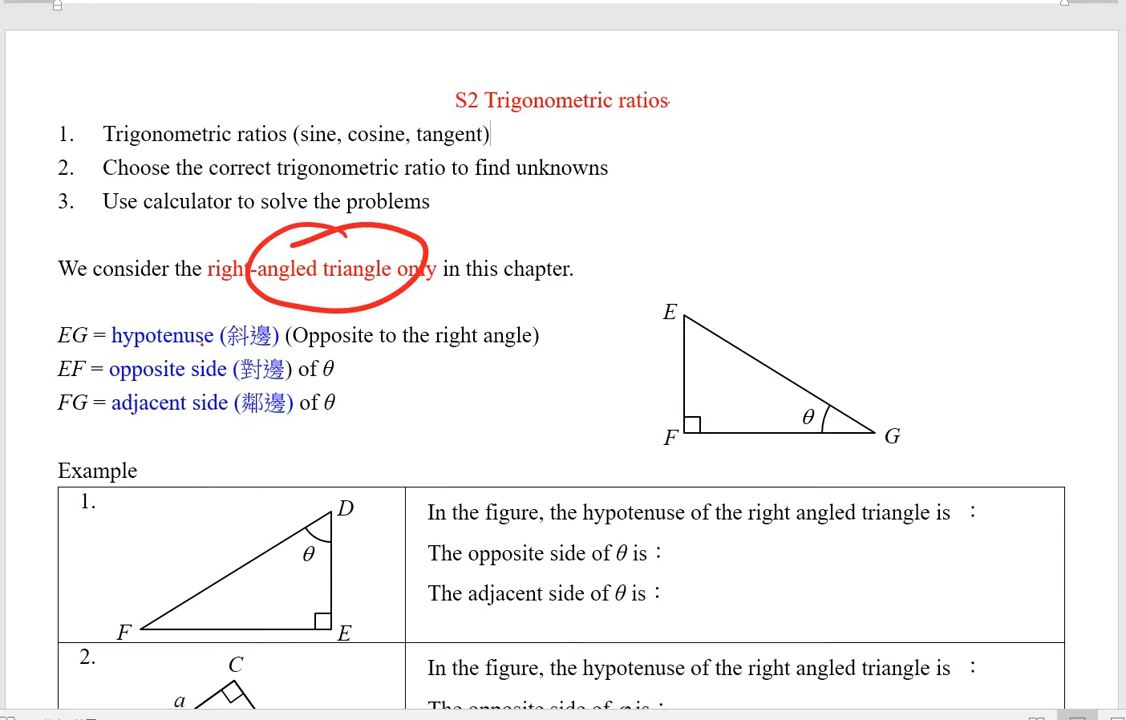 S2 Trigonometric ratios
1. Trigonometric ratios (sine, cosine, tangent)
2. Choose the correct trigonometric ratio to find unknowns
3. Use calculator to solve the problems
We consider the right-angled triangle only in this chapter.
EG = hypotenuse (斜邊) (Opposite to the right angle)
EF = opposite side (對邊) of θ
FG = adjacent side (鄰邊) of θ
E
θ
F
G
Example
1.
D
θ
F
E
In the figure, the hypotenuse of the right angled triangle is ：
The opposite side of θ is：
The adjacent side of θ is：
2.
C
a
In the figure, the hypotenuse of the right angled triangle is ：